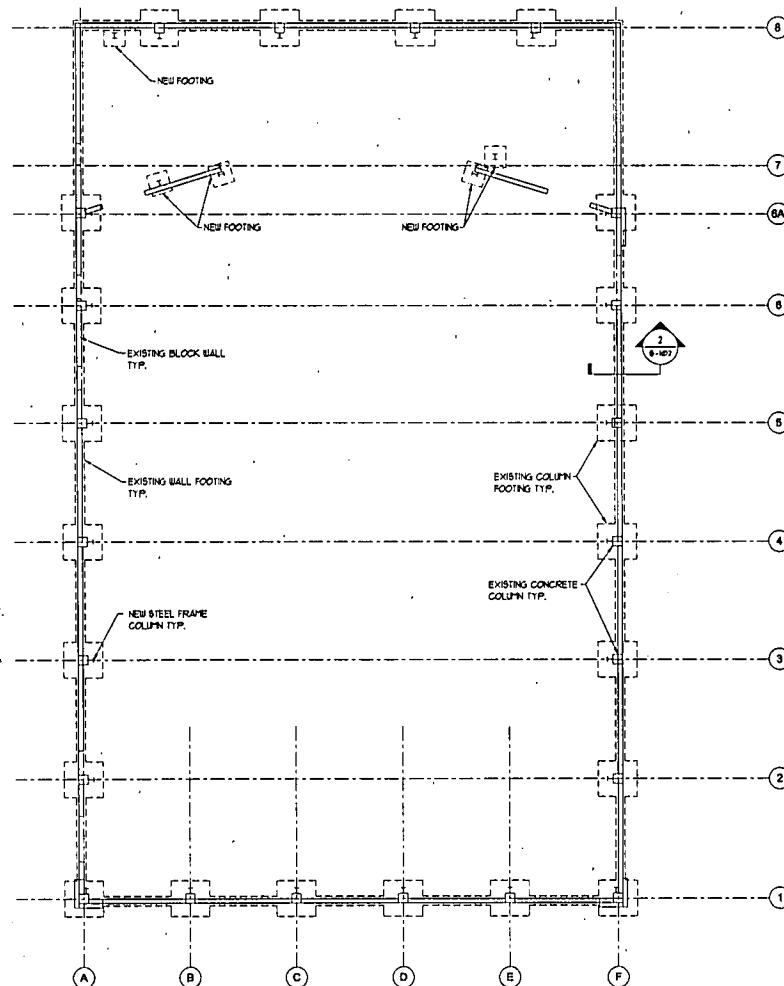 8
NEW FOOTING
7
6A
NEW FOOTING
NEW FOOTING
6
2
EXISTING BLOCK WALL
TYP.
5
EXISTING WALL FOOTING
TYP.
EXISTING COLUMN
FOOTING TYP.
4
EXISTING CONCRETE
COLUMN TYP.
NEW STEEL FRAME
COLUMN TYP.
3
2
1
A
B
C
D
E
F